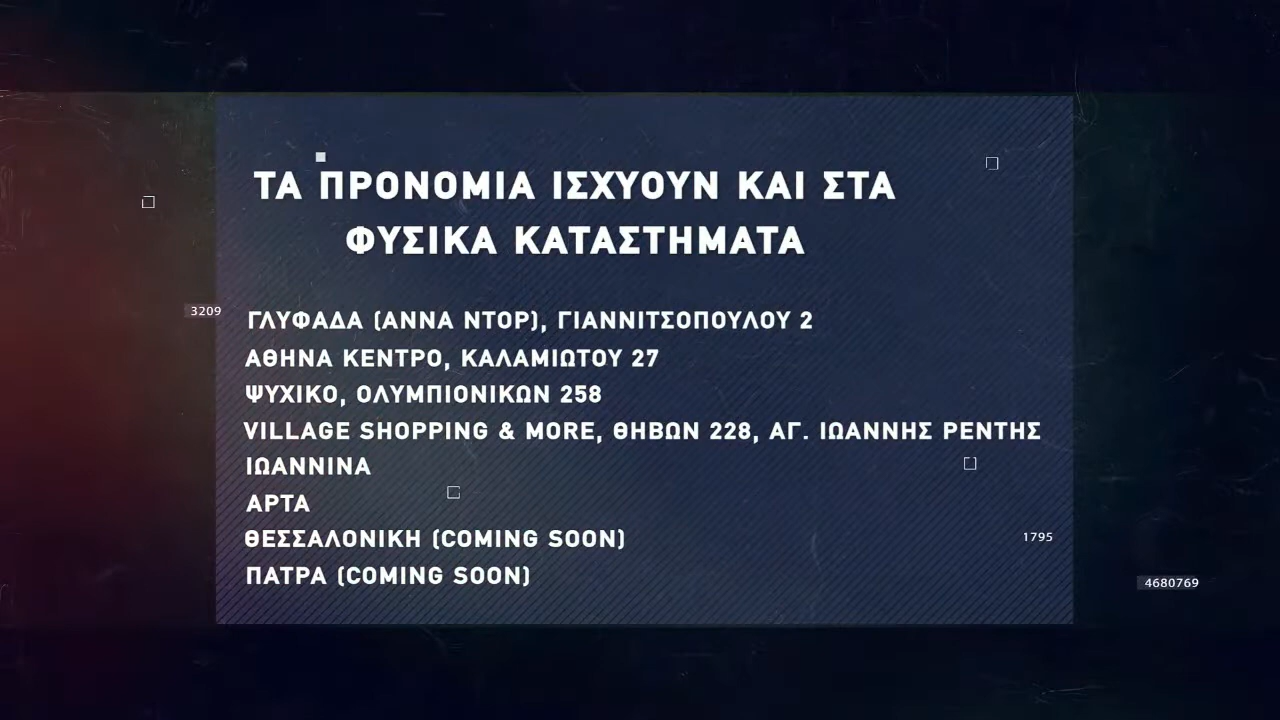 ΤΑ ΠΡΟΝΟΜΙΑ ΙΣΧΥΟΥΝ ΚΑΙ ΣΤΑ
ΦΥΣΙΚΑ ΚΑΤΑΣΤΗΜΑΤΑ
3209
ΓΛΥΦΑΔΑ (ΑΝΝΑ ΝΤΟΡ), ΓΙΑΝΝΙΤΣΟΠΟΥΛΟΥ 2
ΑΘΗΝΑ ΚΕΝΤΡΟ, ΚΑΛΑΜΙΩΤΟΥ 27
ΨΥΧΙΚΟ, ΟΛΥΜΠΙΟΝΙΚΩΝ 258
VILLAGE SHOPPING & MORE, ΘΗΒΩΝ 228, ΑΓ. ΙΩΑΝΝΗΣ ΡΕΝΤΗΣ
ΙΩΑΝΝΙΝΑ
ΑΡΤΑ
ΘΕΣΣΑΛΟΝΙΚΗ (COMING SOON)
1795
ΠΑΤΡΑ (COMING SOON)
4680769